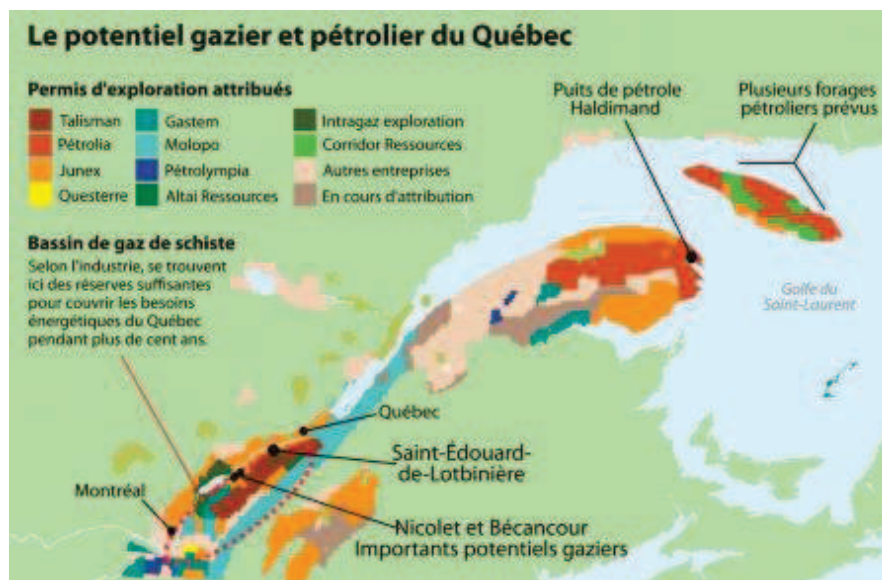 Le potentiel gazier et pétrolier du Québec
Permis d'exploration attribués
Talisman
Pétrolia
Junex
Questerre
Gastem
Molopo
Pétrolympia
Altai Ressources
Intragaz exploration
Corridor Ressources
Autres entreprises
En cours d'attribution
Puits de pétrole
Haldimand
Plusieurs forages
pétroliers prévus
Bassin de gaz de schiste
Selon l'industrie, se trouvent
ici des réserves suffisantes
pour couvrir les besoins
énergétiques du Québec
pendant plus de cent ans.
Golfe du
Saint-Laurent
Québec
Saint-Édouard-
de-Lotbinière
Montréal
Nicolet et Bécancour
Importants potentiels gaziers